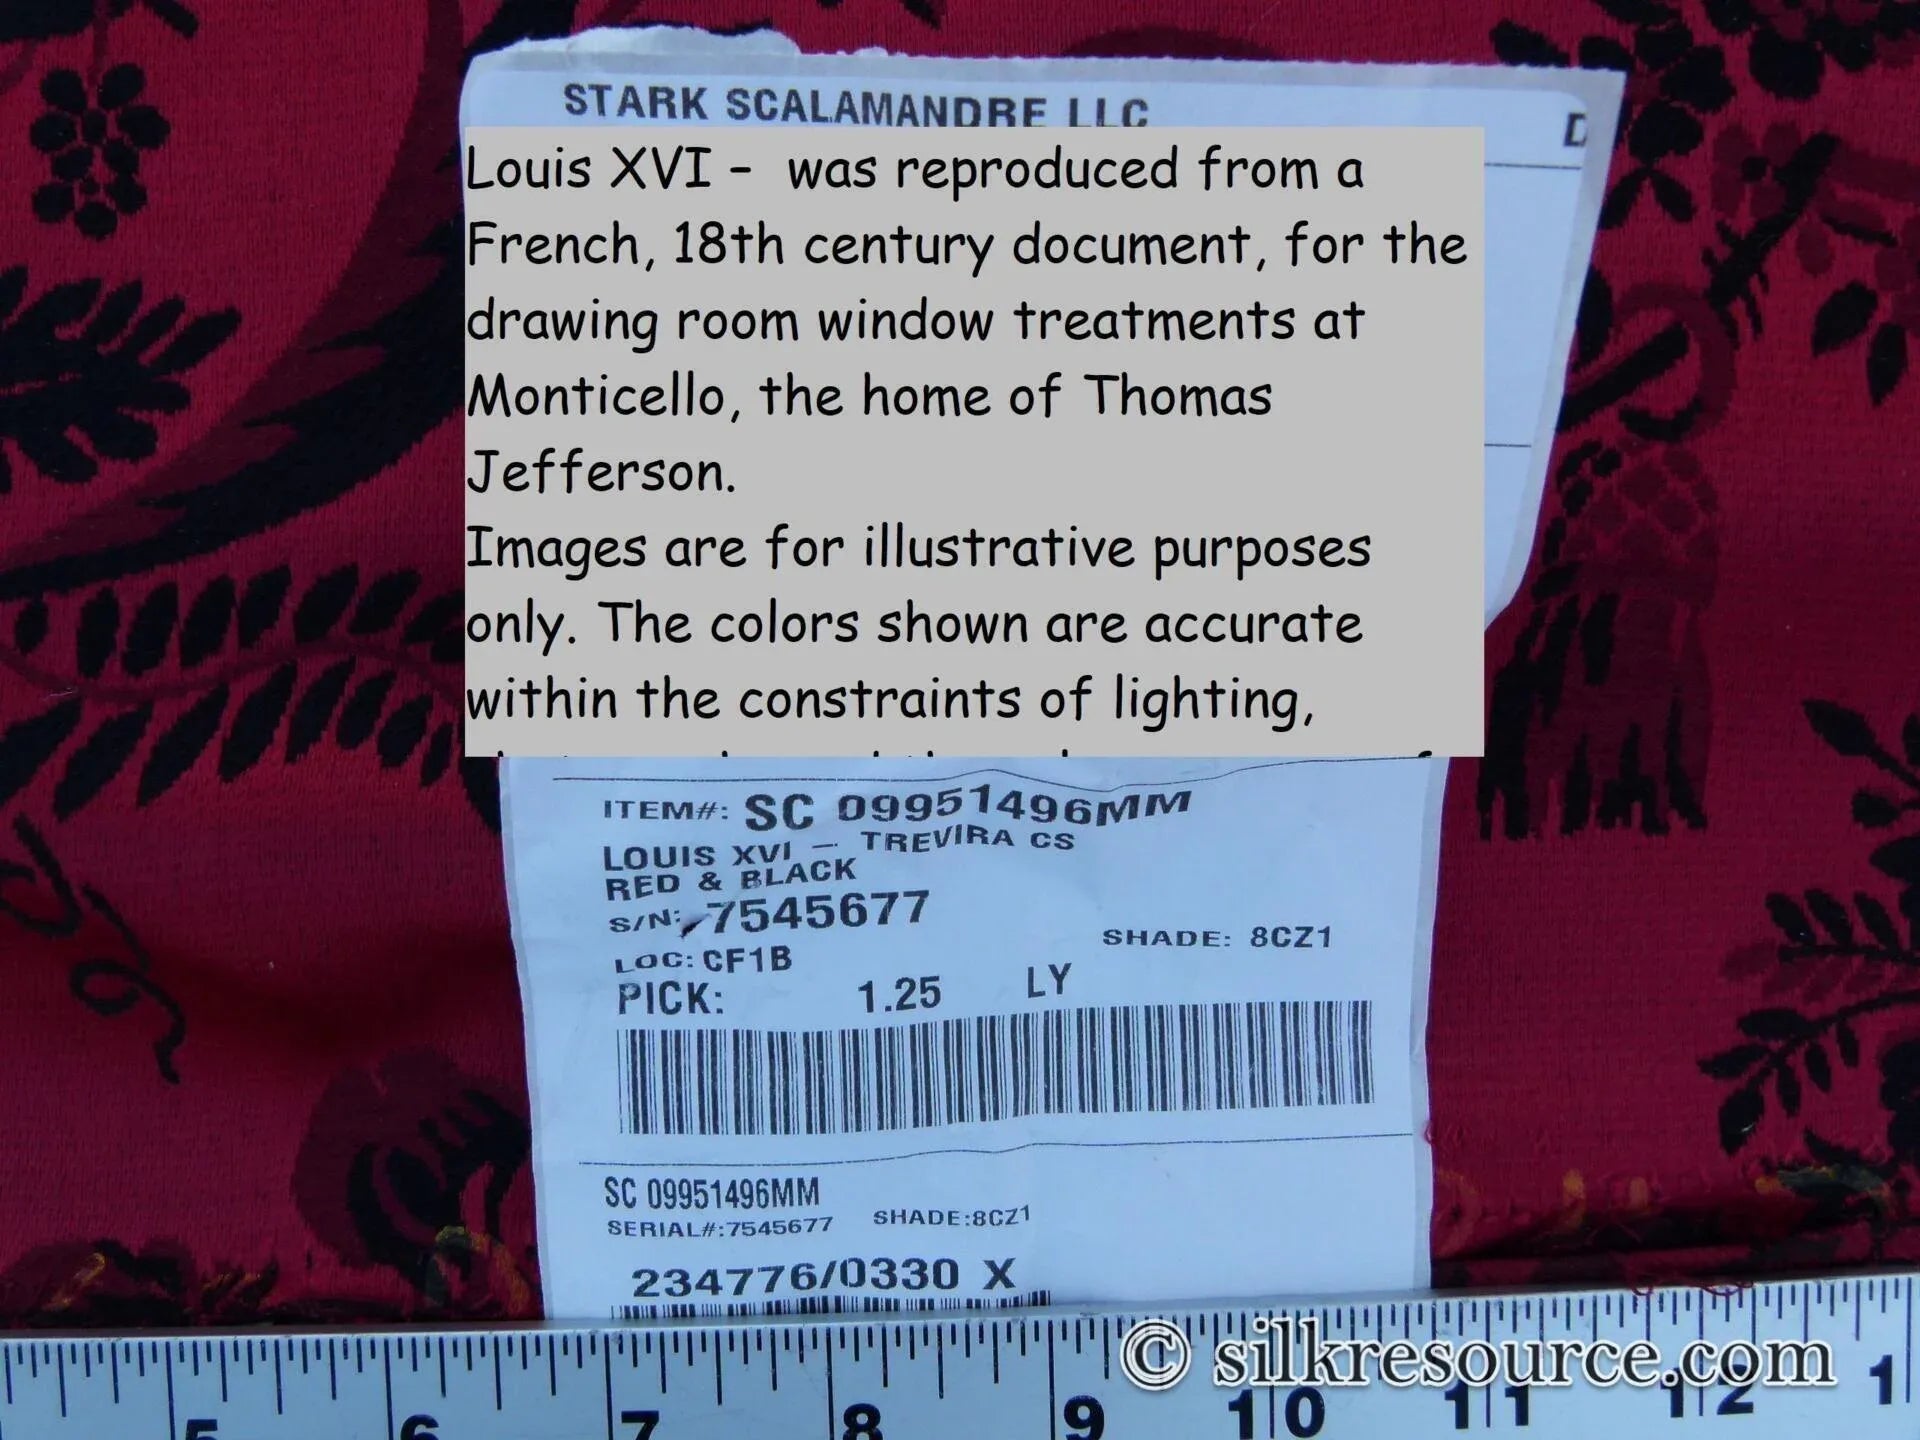 STARK SCALAMANDRE LLC
Louis XVI – was reproduced from a
French, 18th century document, for the
drawing room window treatments at
Monticello, the home of Thomas
Jefferson.
Images are for illustrative purposes
only. The colors shown are accurate
within the constraints of lighting,
ITEM#: SC 09951496MM
LOUIS XVI – TREVIRA CS
RED & BLACK
S/N: 7545677
SHADE: 8CZ1
LOC: CF1B
PICK: 1.25 LY
SC 09951496MM
SERIAL#:7545677 SHADE:8CZ1
234776/0330 X
© silkresource.com
5 6 7 8 9 10 11 12